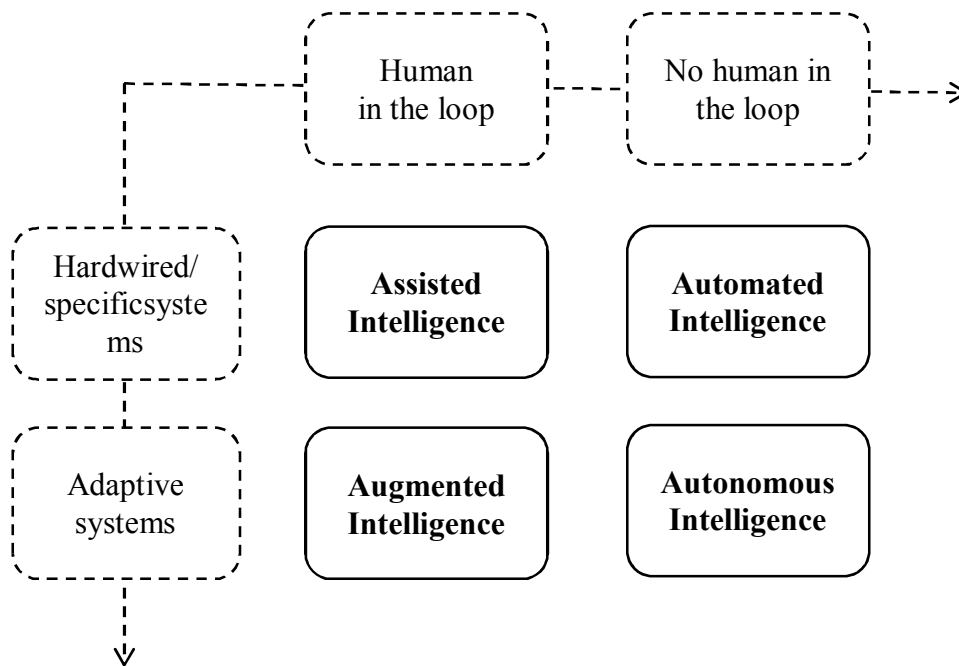 Human
in the loop
No human in
the loop
Hardwired/
specificsyste
ms
Assisted
Intelligence
Automated
Intelligence
Adaptive
systems
Augmented
Intelligence
Autonomous
Intelligence